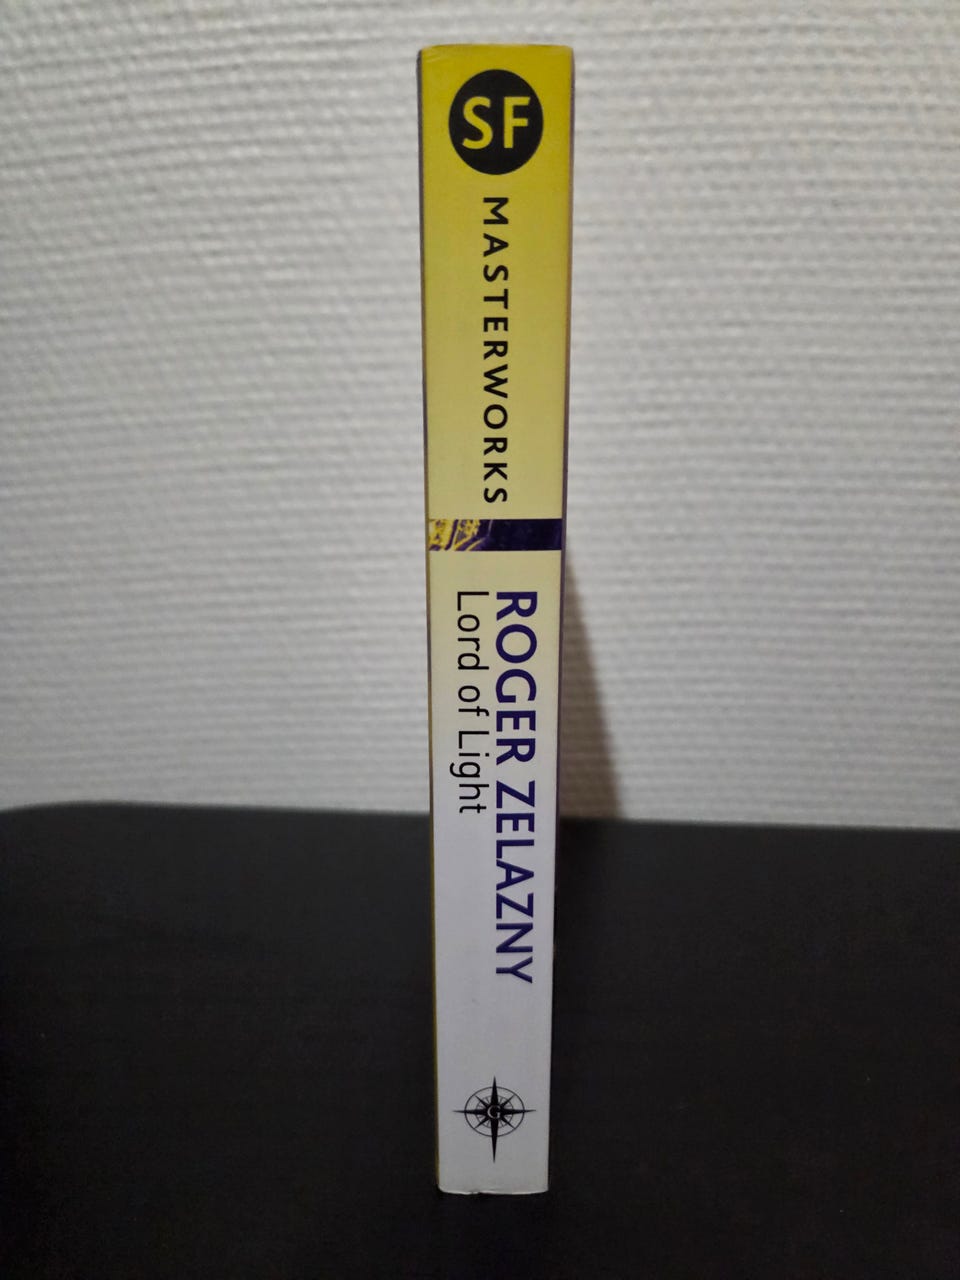 SF
MASTERWORKS
ROGER ZELAZNY
Lord of Light
G